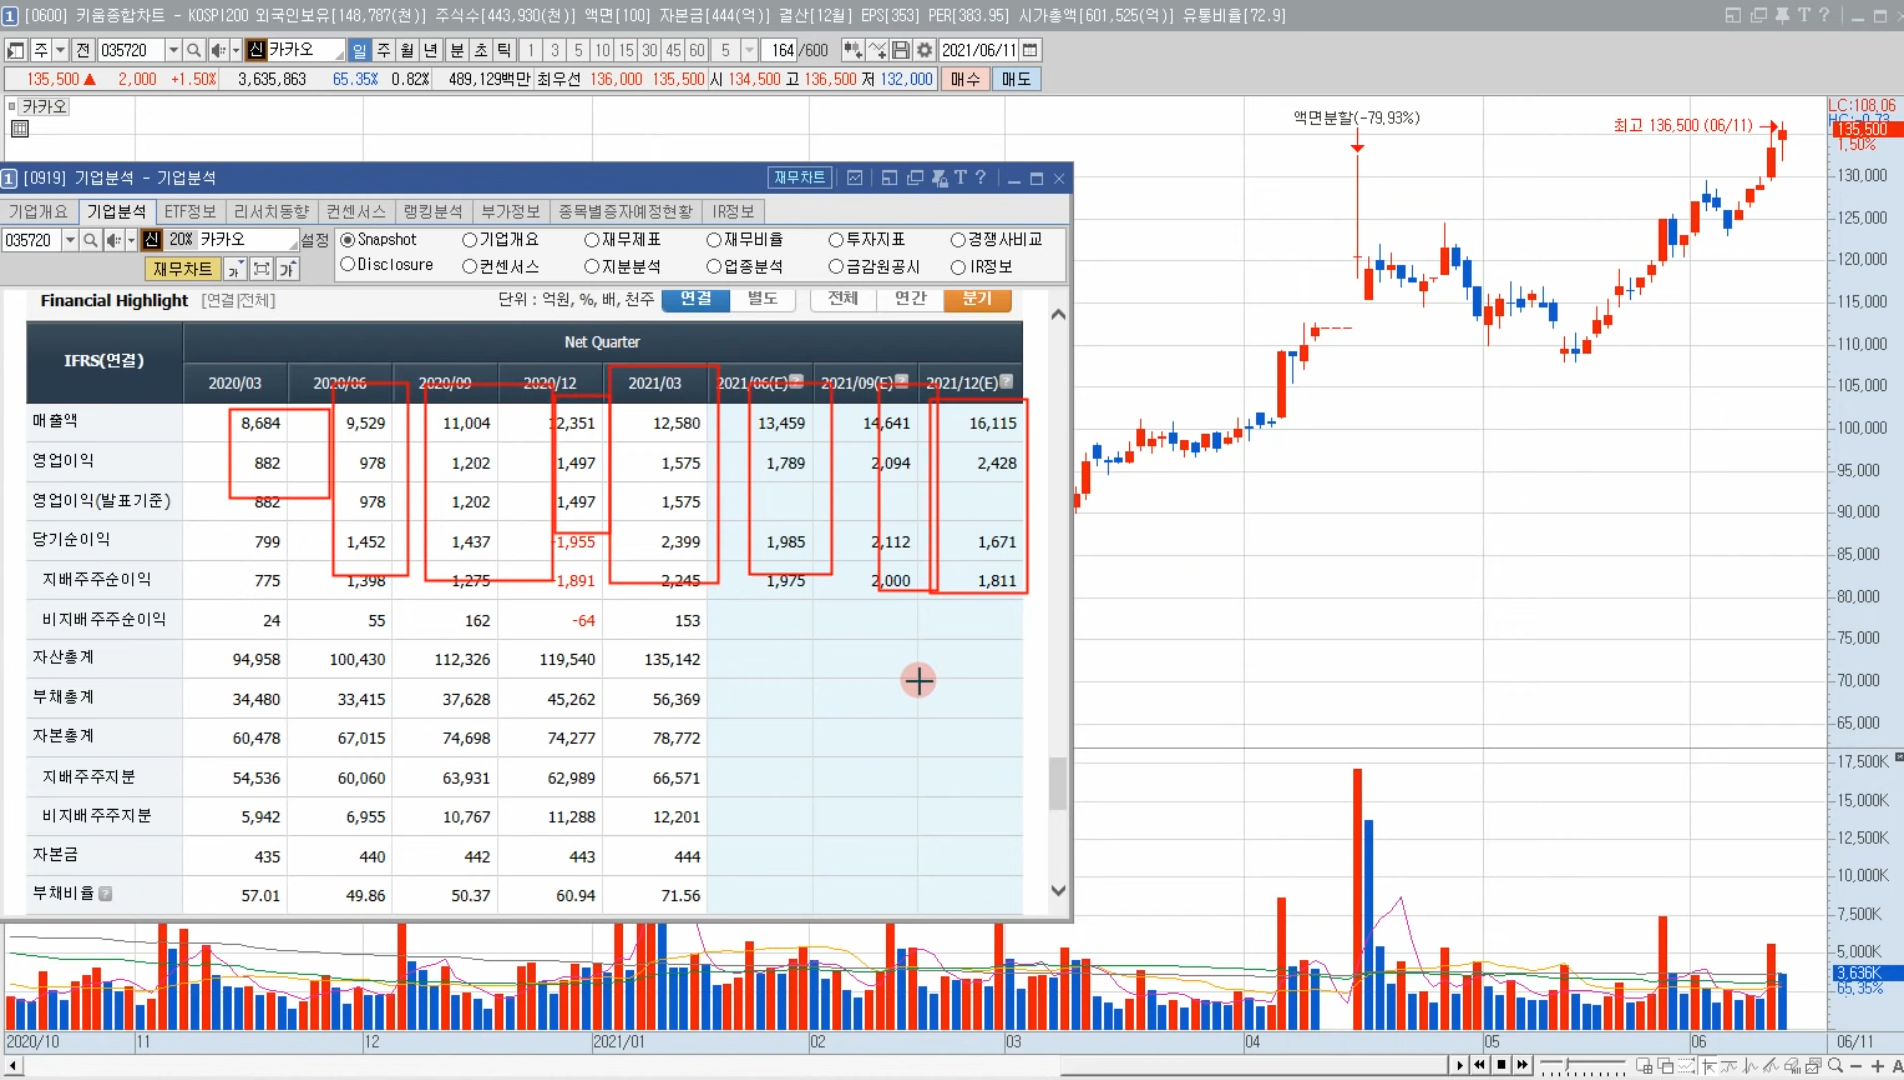 [0600] 키움종합차트 - KOSPI200 외국인보유[148,787(천)] 주식수[443,930(천)] 액면[100] 자본금[444(억)] 결산[12월] EPS[353] PER[383.95] 시가총액[601,525(억)] 유통비율[72.9]
주 전 035720 신 카카오 일 주 월 년 분 초 틱 1 3 5 10 15 30 45 60 5 164 /600 2021/06/11
135,500 ▲ 2,000 +1.50% 3,635,863 65.35% 0.82% 489,129백만 최우선 136,000 135,500 시 134,500 고 136,500 저 132,000 매수 매도
카카오
액면분할(-79,93%)
최고 136,500 (06/11)
LC:108,06
135,500
1,50%
130,000
125,000
120,000
115,000
110,000
105,000
100,000
95,000
90,000
85,000
80,000
75,000
70,000
65,000
17,500K
15,000K
12,500K
10,000K
7,500K
5,000K
3,636K
65,35%
1 [0919] 기업분석 - 기업분석 재무차트 T ?
기업개요 기업분석 ETF정보 리서치동향 컨센서스 랭킹분석 부가정보 종목별증자예정현황 IR정보
035720 신 20% 카카오 설정 Snapshot 기업개요 재무제표 재무비율 투자지표 경쟁사비교
재무차트 가 가 Disclosure 컨센서스 지분분석 업종분석 금감원공시 IR정보
Financial Highlight [연결|전체] 단위 : 억원, %, 배, 천주 연결 별도 전체 연간 분기
IFRS(연결) Net Quarter
2020/03 2020/06 2020/09 2020/12 2021/03 2021/06(E) 2021/09(E) 2021/12(E)
매출액 8,684 9,529 11,004 12,351 12,580 13,459 14,641 16,115
영업이익 882 978 1,202 1,497 1,575 1,789 2,094 2,428
영업이익(발표기준) 882 978 1,202 1,497 1,575
당기순이익 799 1,452 1,437 -1,955 2,399 1,985 2,112 1,671
지배주주순이익 775 1,398 1,275 -1,891 2,245 1,975 2,000 1,811
비지배주주순이익 24 55 162 -64 153
자산총계 94,958 100,430 112,326 119,540 135,142
부채총계 34,480 33,415 37,628 45,262 56,369
자본총계 60,478 67,015 74,698 74,277 78,772
지배주주지분 54,536 60,060 63,931 62,989 66,571
비지배주주지분 5,942 6,955 10,767 11,288 12,201
자본금 435 440 442 443 444
부채비율 57.01 49.86 50.37 60.94 71.56
2020/10 11 12 2021/01 02 03 04 05 06 06/11